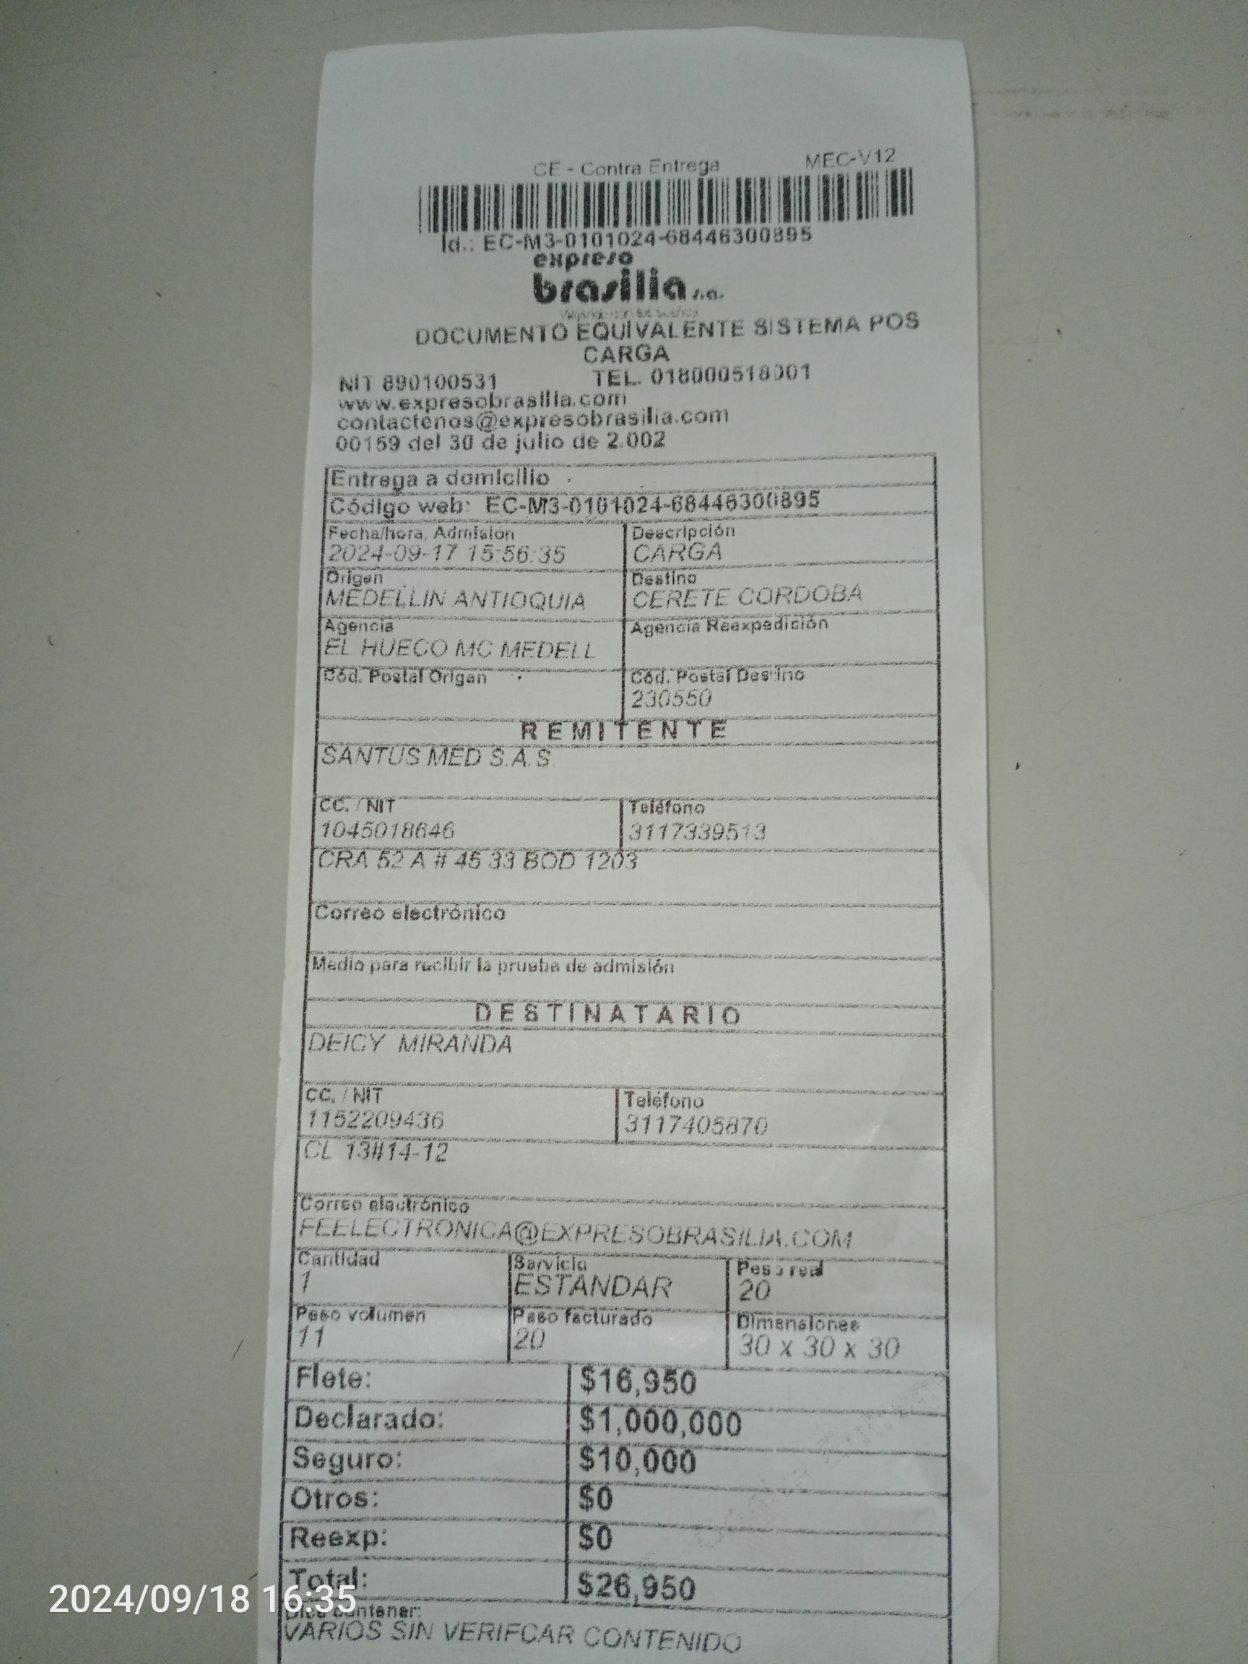 CE - Contra Entrega MEC-V12
Id.: EC-M3-0101024-68446300895
expreso
brasilia s.a.
DOCUMENTO EQUIVALENTE SISTEMA POS
CARGA
NIT 890100531 TEL. 018000518001
www.expresobrasilia.com
contactenos@expresobrasilia.com
00159 del 30 de julio de 2.002
Entrega a domicilio
Código web: EC-M3-0101024-68446300895
Fecha/hora, Admisión Descripción
2024-09-17 15:56:35 CARGA
Origen Destino
MEDELLIN ANTIOQUIA CERETE CORDOBA
Agencia Agencia Reexpedición
EL HUECO MC MEDELL
Cód. Postal Origen Cód. Postal Destino
230550
REMITENTE
SANTUS MED S.A.S.
CC. / NIT Teléfono
1045018646 3117339513
CRA 52 A # 45 33 BOD 1203
Correo electrónico
Medio para recibir la prueba de admisión
DESTINATARIO
DEICY MIRANDA
CC. / NIT Teléfono
1152209436 3117405870
CL 13#14-12
Correo electrónico
FEELECTRONICA@EXPRESOBRASILIA.COM
Cantidad Servicio Peso real
1 ESTANDAR 20
Peso volumen Peso facturado Dimensiones
11 20 30 x 30 x 30
Flete: $16,950
Declarado: $1,000,000
Seguro: $10,000
Otros: $0
Reexp: $0
Total: $26,950
2024/09/18 16:35
Dice contener:
VARIOS SIN VERIFCAR CONTENIDO